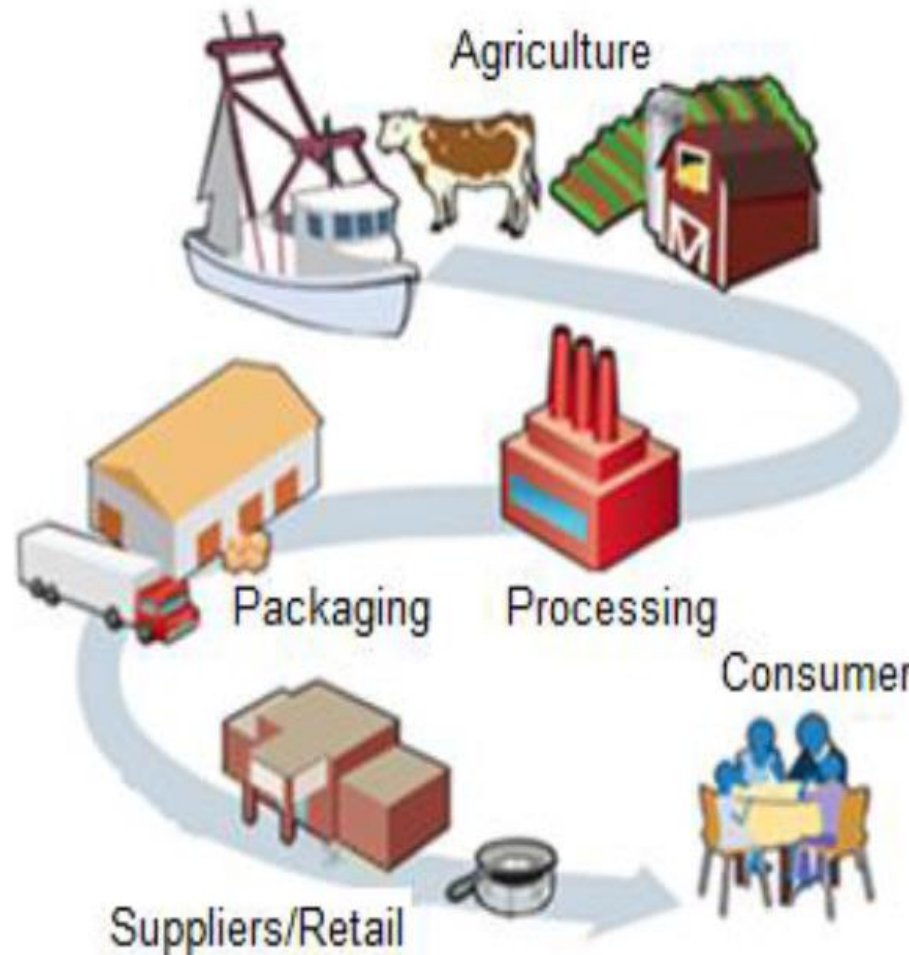 Agriculture
Packaging
Processing
Consumer
Suppliers/Retail